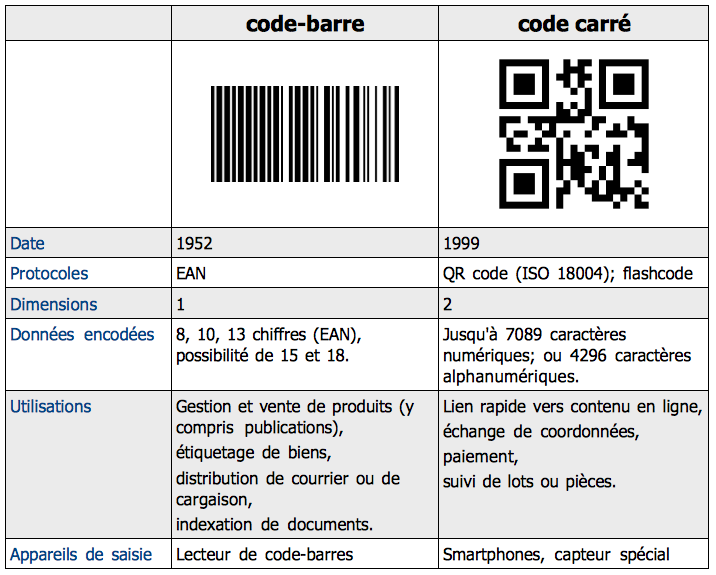 code-barre code carré
Date 1952 1999
Protocoles EAN QR code (ISO 18004); flashcode
Dimensions 1 2
Données encodées 8, 10, 13 chiffres (EAN), Jusqu'à 7089 caractères
possibilité de 15 et 18. numériques; ou 4296 caractères
alphanumériques.
Utilisations Gestion et vente de produits (y Lien rapide vers contenu en ligne,
compris publications), échange de coordonnées,
étiquetage de biens, paiement,
distribution de courrier ou de suivi de lots ou pièces.
cargaison,
indexation de documents.
Appareils de saisie Lecteur de code-barres Smartphones, capteur spécial